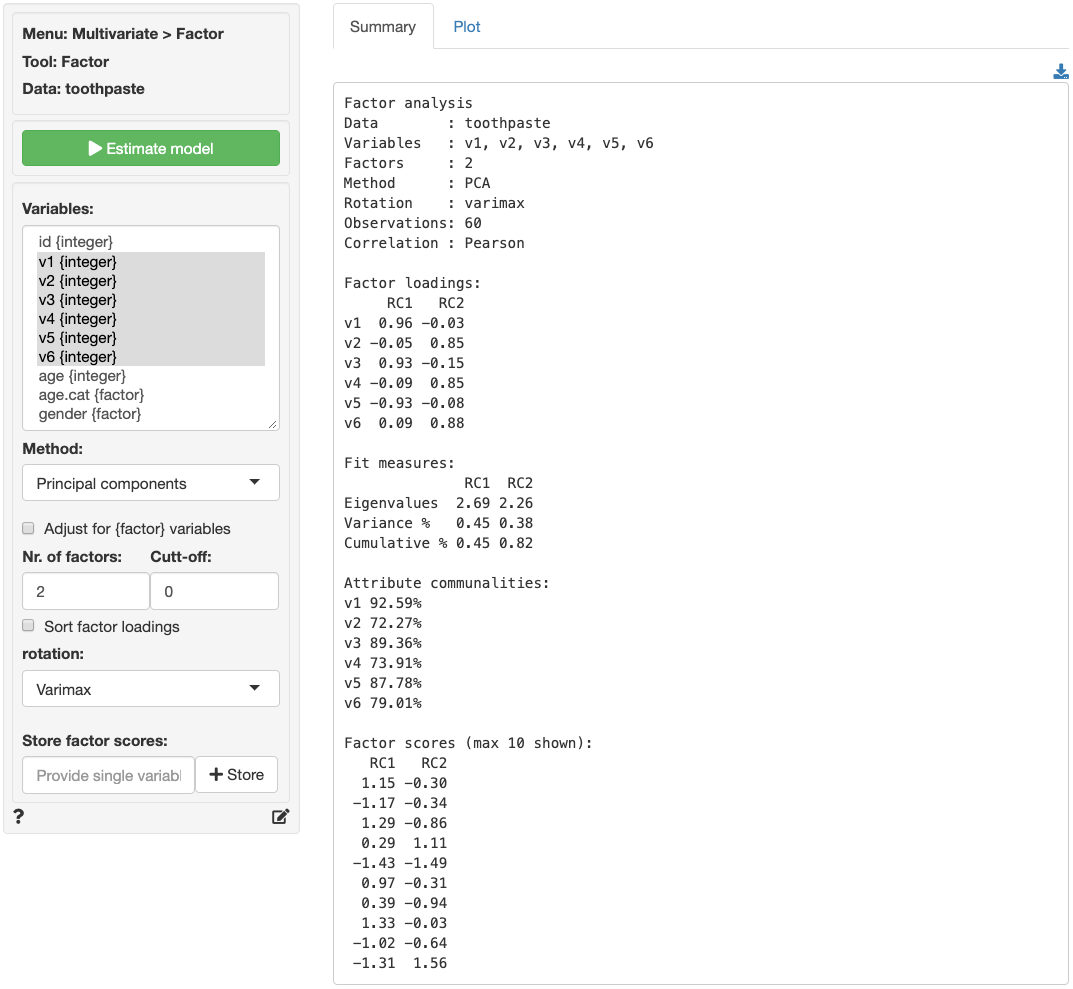 Menu: Multivariate > Factor
Tool: Factor
Data: toothpaste
Estimate model
Variables:
id {integer}
v1 {integer}
v2 {integer}
v3 {integer}
v4 {integer}
v5 {integer}
v6 {integer}
age {integer}
age.cat {factor}
gender {factor}
Method:
Principal components
Adjust for {factor} variables
Nr. of factors: Cutt-off:
2 0
Sort factor loadings
rotation:
Varimax
Store factor scores:
Provide single variabl + Store
?
Summary Plot
Factor analysis
Data        : toothpaste
Variables   : v1, v2, v3, v4, v5, v6
Factors     : 2
Method      : PCA
Rotation    : varimax
Observations: 60
Correlation : Pearson
Factor loadings:
     RC1   RC2
v1  0.96 -0.03
v2 -0.05  0.85
v3  0.93 -0.15
v4 -0.09  0.85
v5 -0.93 -0.08
v6  0.09  0.88
Fit measures:
              RC1  RC2
Eigenvalues  2.69 2.26
Variance %   0.45 0.38
Cumulative % 0.45 0.82
Attribute communalities:
v1 92.59%
v2 72.27%
v3 89.36%
v4 73.91%
v5 87.78%
v6 79.01%
Factor scores (max 10 shown):
   RC1   RC2
  1.15 -0.30
 -1.17 -0.34
  1.29 -0.86
  0.29  1.11
 -1.43 -1.49
  0.97 -0.31
  0.39 -0.94
  1.33 -0.03
 -1.02 -0.64
 -1.31  1.56